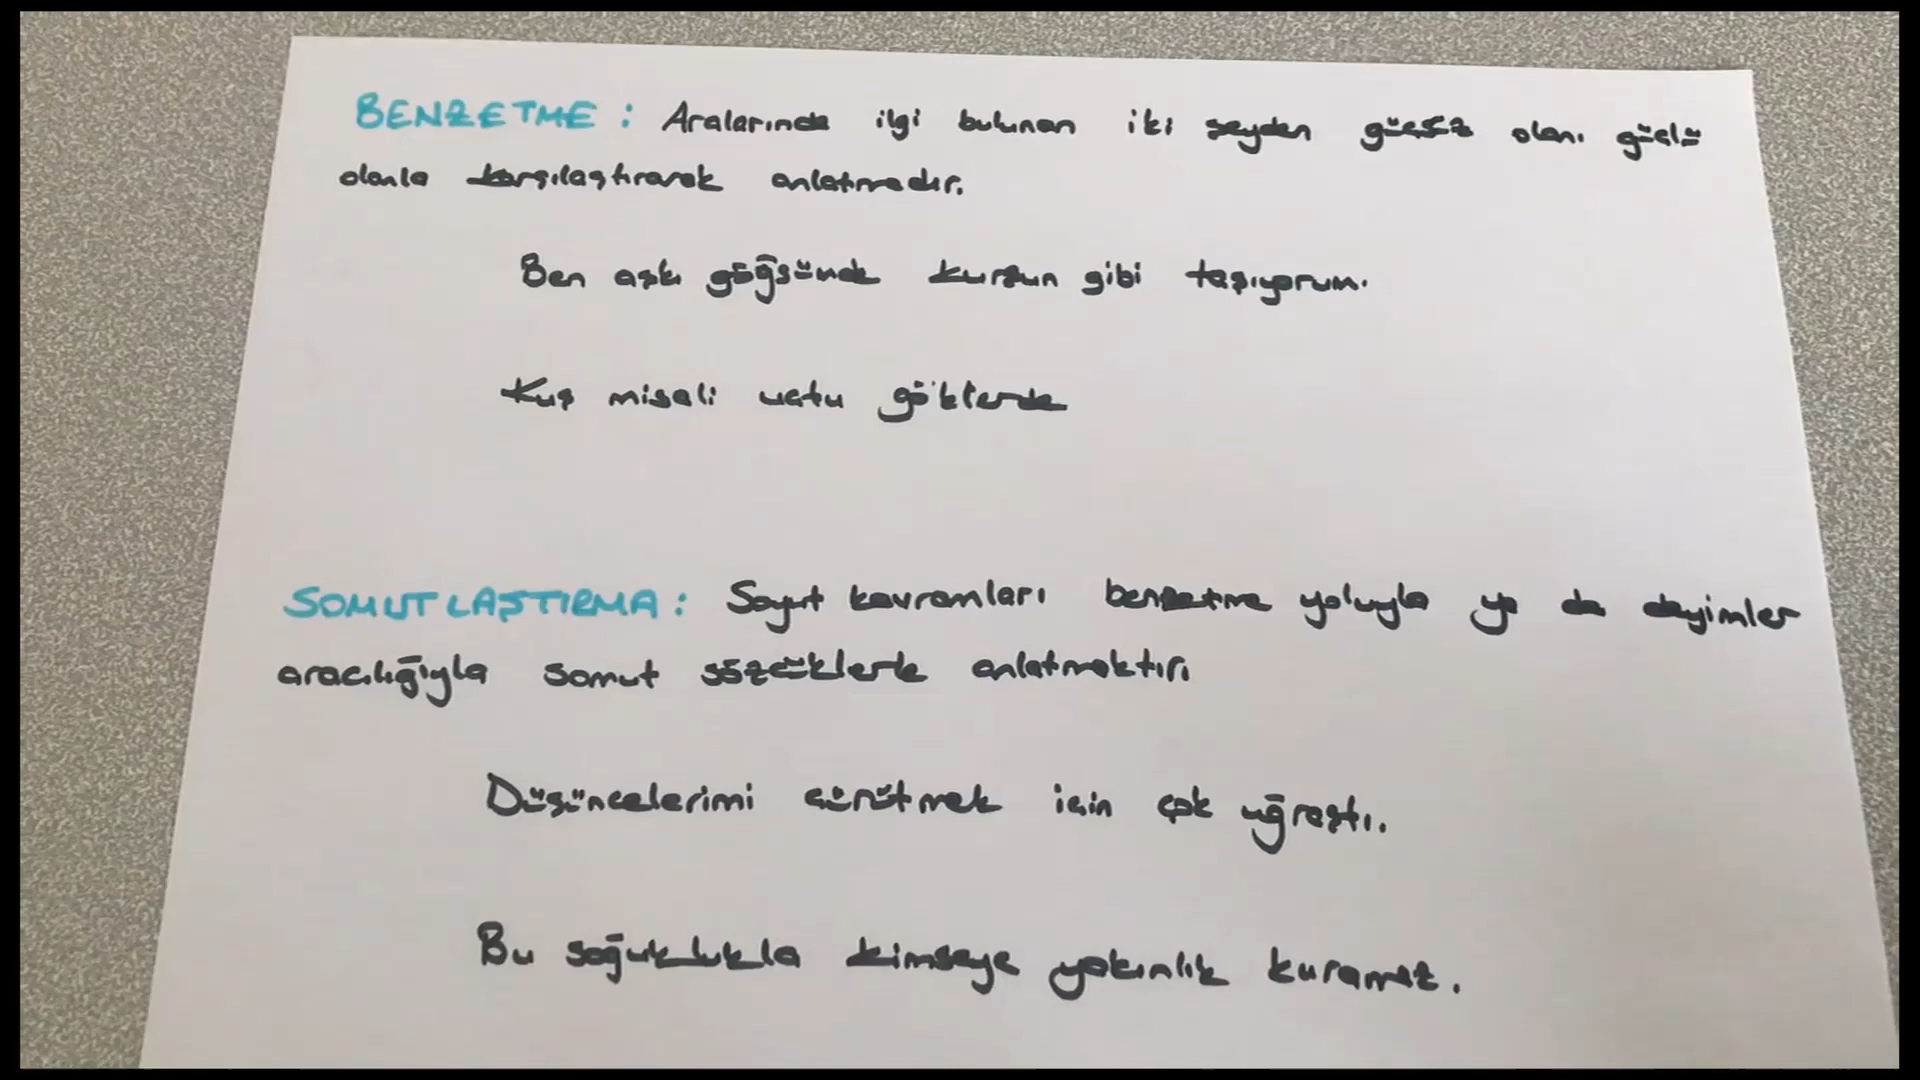 BENZETME : Aralarında ilgi bulunan iki şeyden güçsüz olanı güçlü
olanla karşılaştırarak anlatmadır.
Ben aşkı göğsümde kurşun gibi taşıyorum.
Kuş misali uçtu göklerde
SOMUTLAŞTIRMA : Soyut kavramları benzetme yoluyla ya da deyimler
aracılığıyla somut sözcüklerle anlatmaktır.
Düşüncelerimi çürütmek için çok uğraştı.
Bu soğuklukla kimseye yakınlık kuramaz.